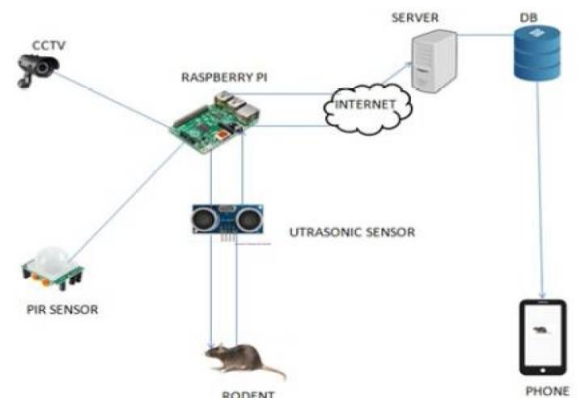 SERVER
DB
CCTV
RASPBERRY PI
INTERNET
UTRASONIC SENSOR
PIR SENSOR
RODENT
PHONE